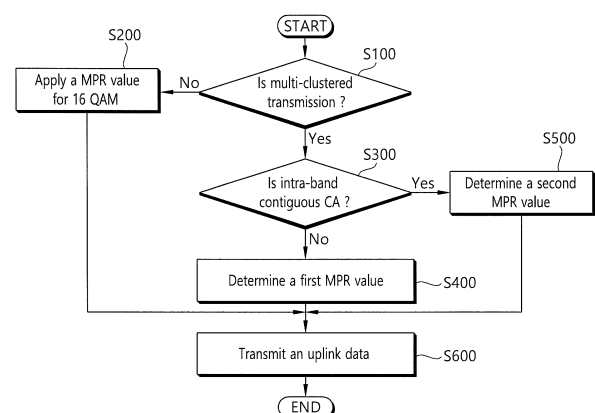 START
S200
S100
Apply a MPR value
for 16 QAM
No
Is multi-clustered
transmission ?
Yes
S300
S500
Is intra-band
contiguous CA ?
Yes
Determine a second
MPR value
No
Determine a first MPR value
S400
Transmit an uplink data
S600
END